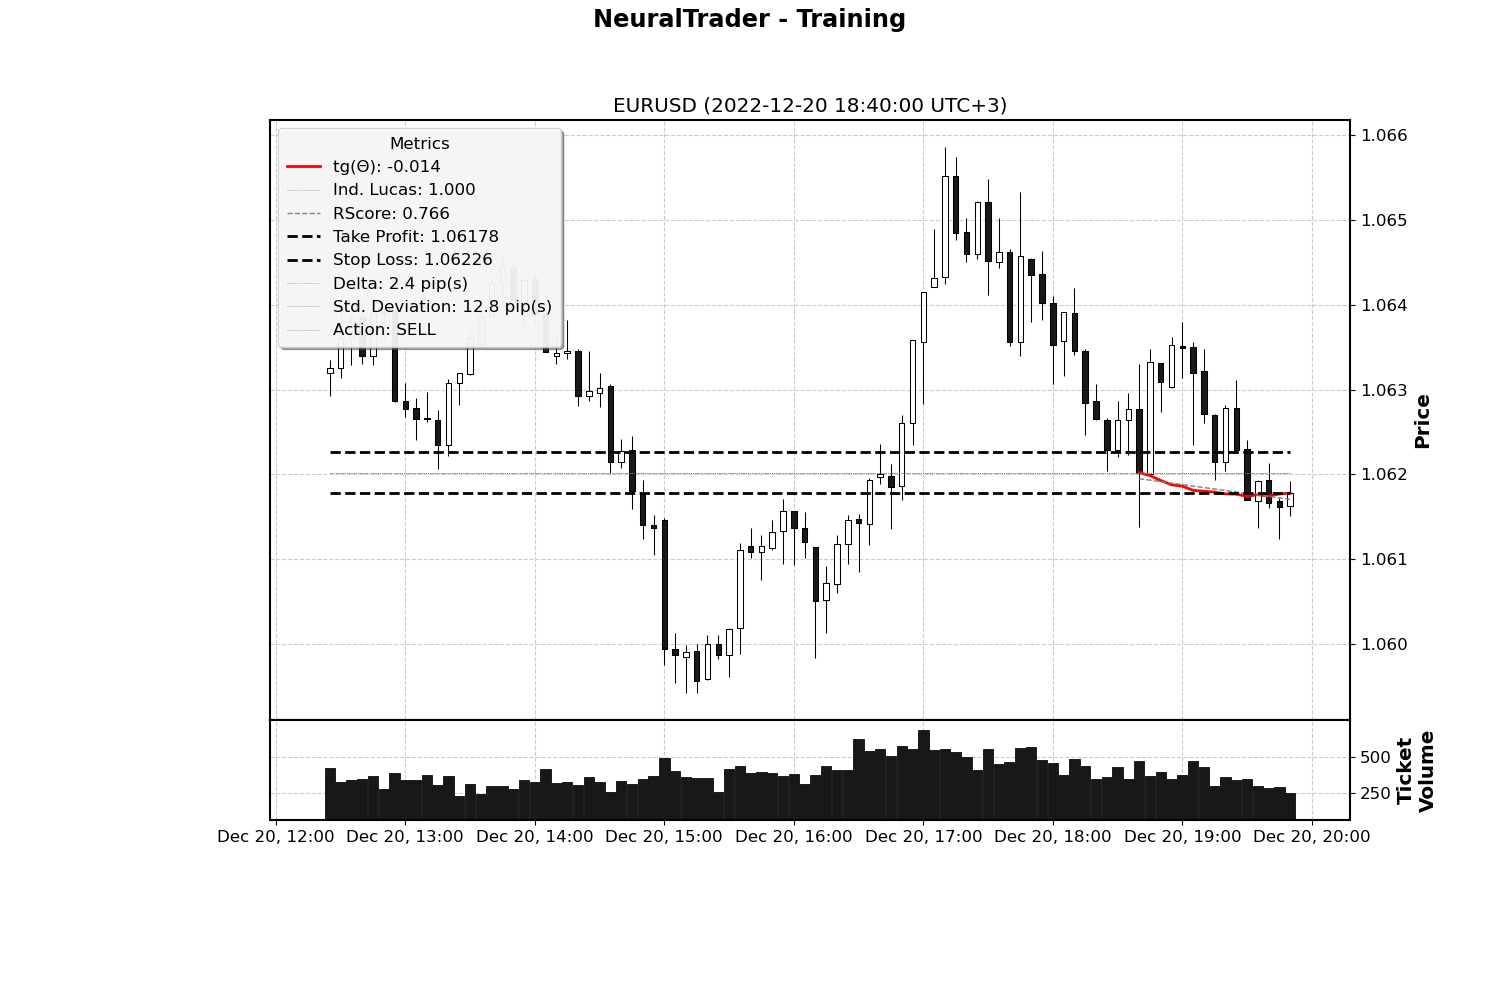 NeuralTrader - Training
EURUSD (2022-12-20 18:40:00 UTC+3)
Metrics
tg(Θ): -0.014
Ind. Lucas: 1.000
RScore: 0.766
Take Profit: 1.06178
Stop Loss: 1.06226
Delta: 2.4 pip(s)
Std. Deviation: 12.8 pip(s)
Action: SELL
1.066
1.065
1.064
1.063
1.062
1.061
1.060
Price
500
250
Ticket
Volume
Dec 20, 12:00 Dec 20, 13:00 Dec 20, 14:00 Dec 20, 15:00 Dec 20, 16:00 Dec 20, 17:00 Dec 20, 18:00 Dec 20, 19:00 Dec 20, 20:00